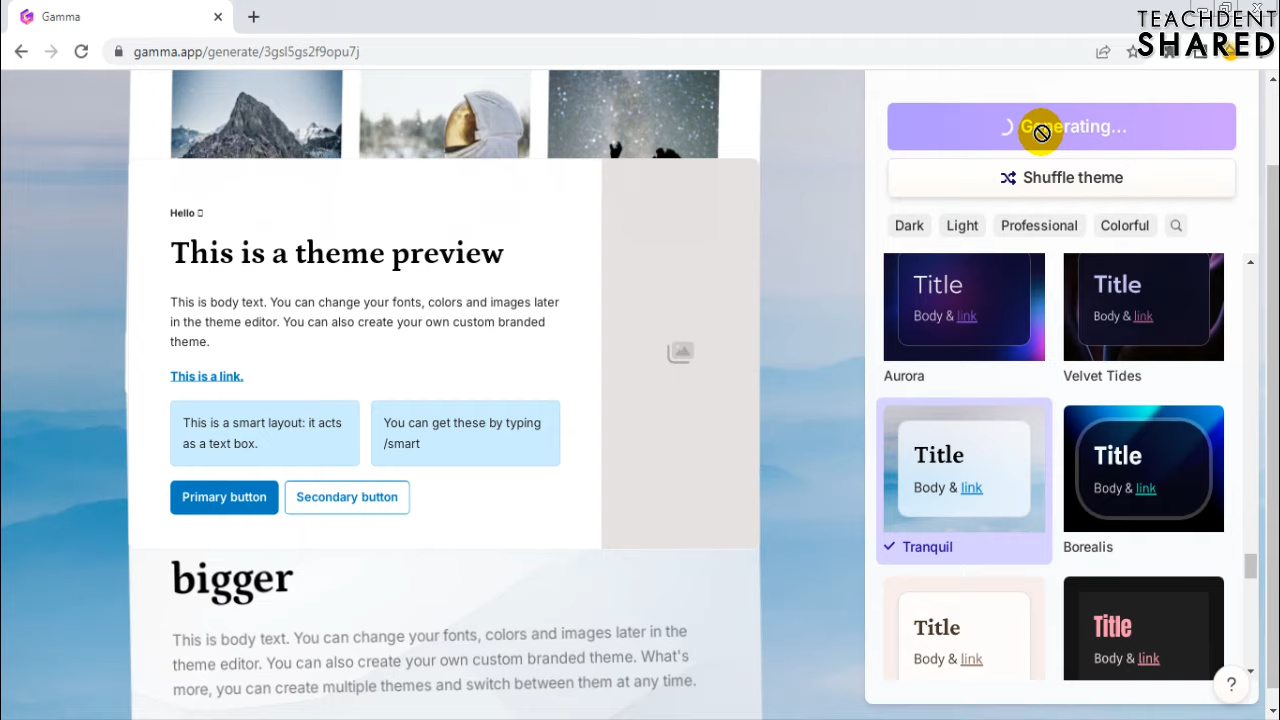 Gamma
TEACHDENT
SHARED
gamma.app/generate/3gsl5gs2f9opu7j
Generating...
Shuffle theme
Dark
Light
Professional
Colorful
Hello
This is a theme preview
This is body text. You can change your fonts, colors and images later
in the theme editor. You can also create your own custom branded
theme.
This is a link.
This is a smart layout: it acts
as a text box.
You can get these by typing
/smart
Primary button
Secondary button
bigger
This is body text. You can change your fonts, colors and images later in the
theme editor. You can also create your own custom branded theme. What's
more, you can create multiple themes and switch between them at any time.
Title
Body & link
Aurora
Title
Body & link
Velvet Tides
Title
Body & link
Tranquil
Title
Body & link
Borealis
Title
Body & link
Title
Body & link
?